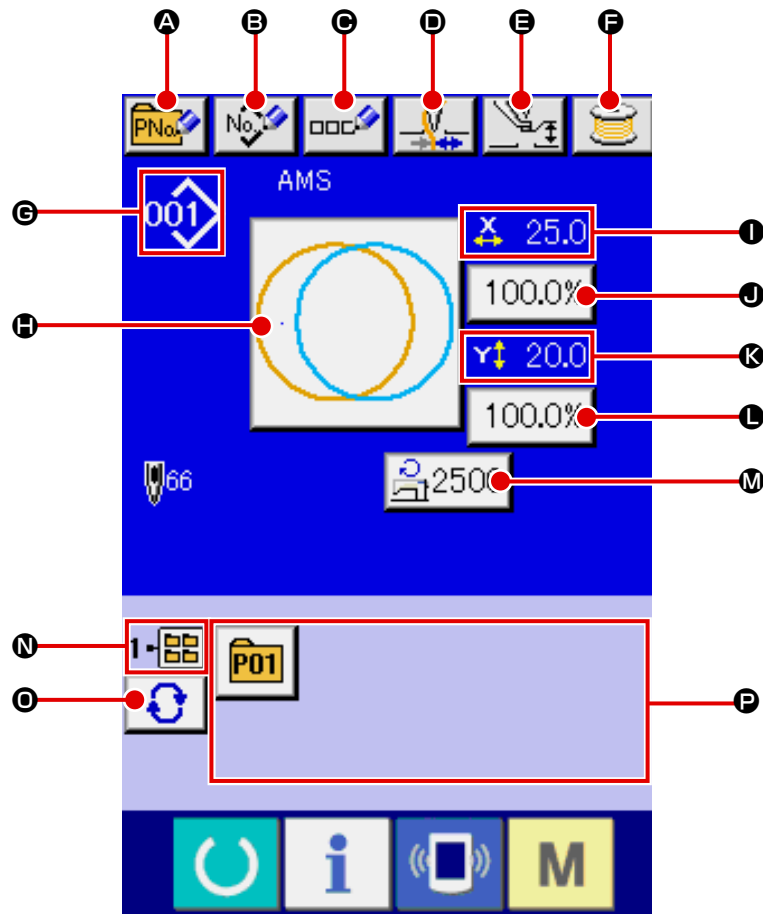 A B C D E F
PNo. No.
G 001 AMS
X 25.0 I
100.0% J
H
Y 20.0 K
100.0% L
66 2500 M
N 1
P01
O P
i M